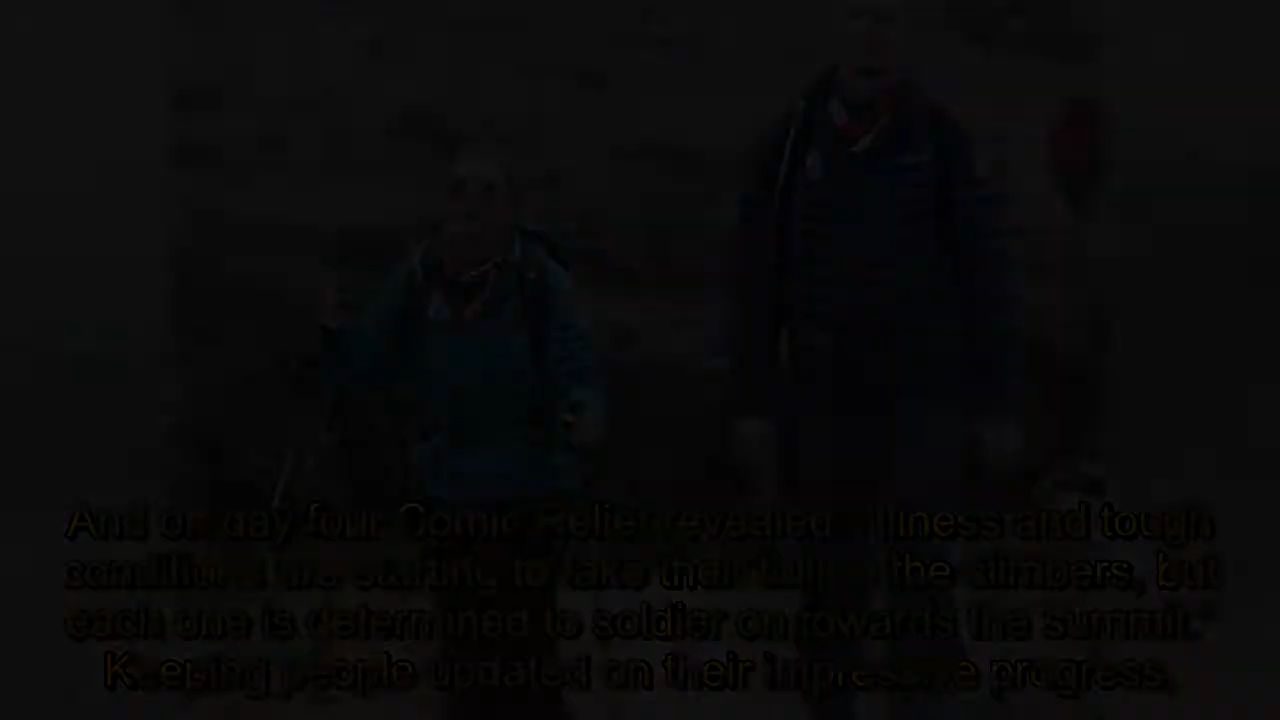 And on day four Comic Relief revealed: "Illness and tough
conditions are starting to take their toll on the climbers, but
each one is determined to soldier on towards the summit."
Keeping people updated on their impressive progress,